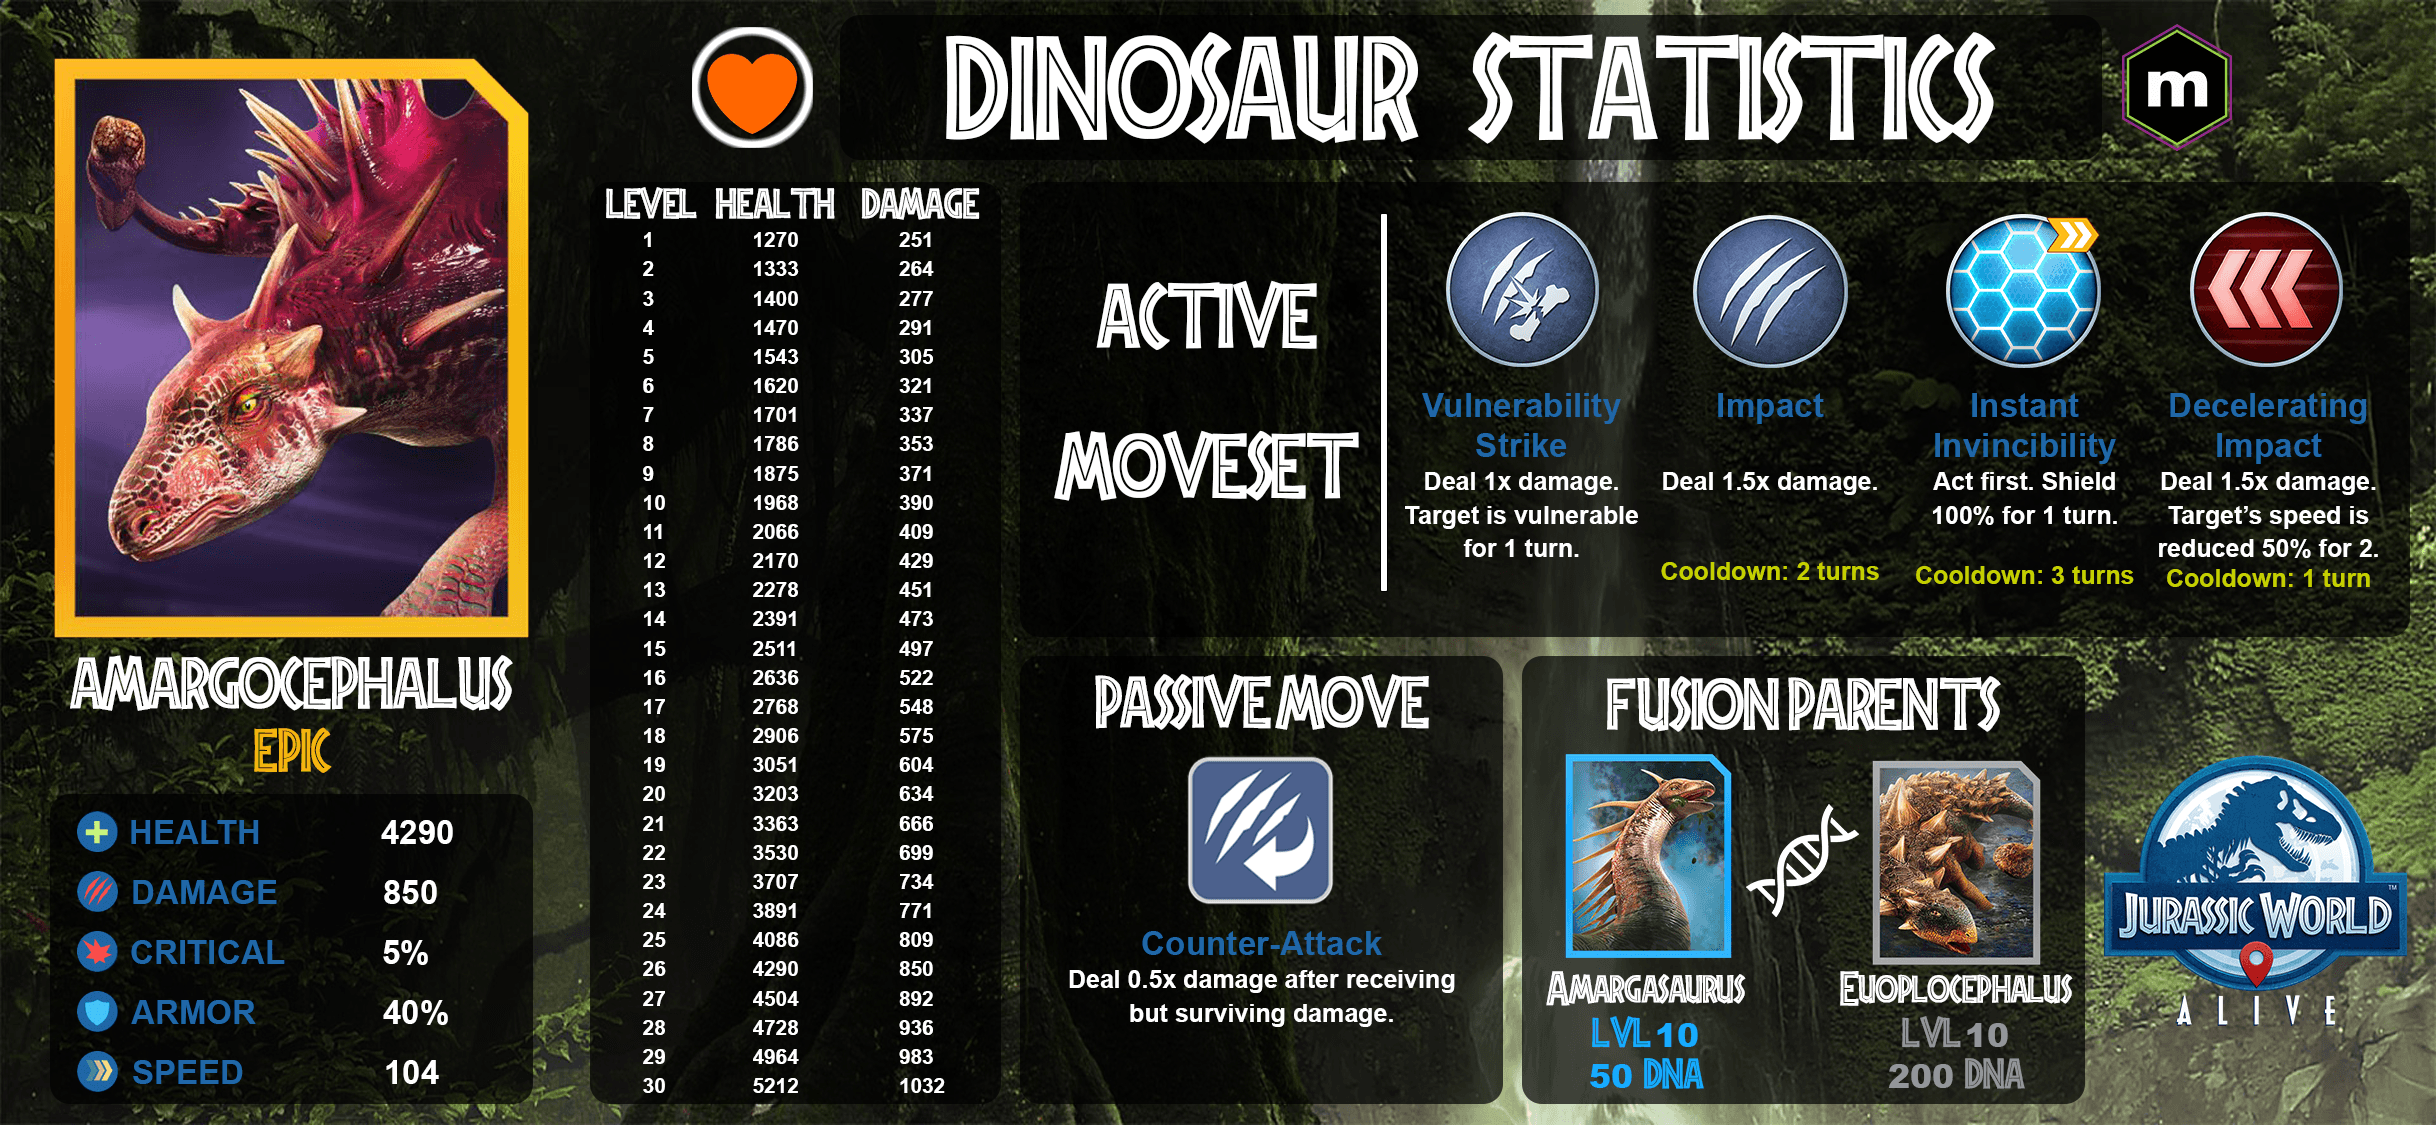 DINOSAUR STATISTICS
m
AMARGOCEPHALUS
EPIC
HEALTH 4290
DAMAGE 850
CRITICAL 5%
ARMOR 40%
SPEED 104
LEVEL HEALTH DAMAGE
1 1270 251
2 1333 264
3 1400 277
4 1470 291
5 1543 305
6 1620 321
7 1701 337
8 1786 353
9 1875 371
10 1968 390
11 2066 409
12 2170 429
13 2278 451
14 2391 473
15 2511 497
16 2636 522
17 2768 548
18 2906 575
19 3051 604
20 3203 634
21 3363 666
22 3530 699
23 3707 734
24 3891 771
25 4086 809
26 4290 850
27 4504 892
28 4728 936
29 4964 983
30 5212 1032
ACTIVE
MOVESET
Vulnerability
Strike
Deal 1x damage.
Target is vulnerable
for 1 turn.
Impact
Deal 1.5x damage.
Cooldown: 2 turns
Instant
Invincibility
Act first. Shield
100% for 1 turn.
Cooldown: 3 turns
Decelerating
Impact
Deal 1.5x damage.
Target’s speed is
reduced 50% for 2.
Cooldown: 1 turn
PASSIVE MOVE
Counter-Attack
Deal 0.5x damage after receiving
but surviving damage.
FUSION PARENTS
AMARGASAURUS
LVL 10
50 DNA
EUOPLOCEPHALUS
LVL 10
200 DNA
JURASSIC WORLD™
ALIVE